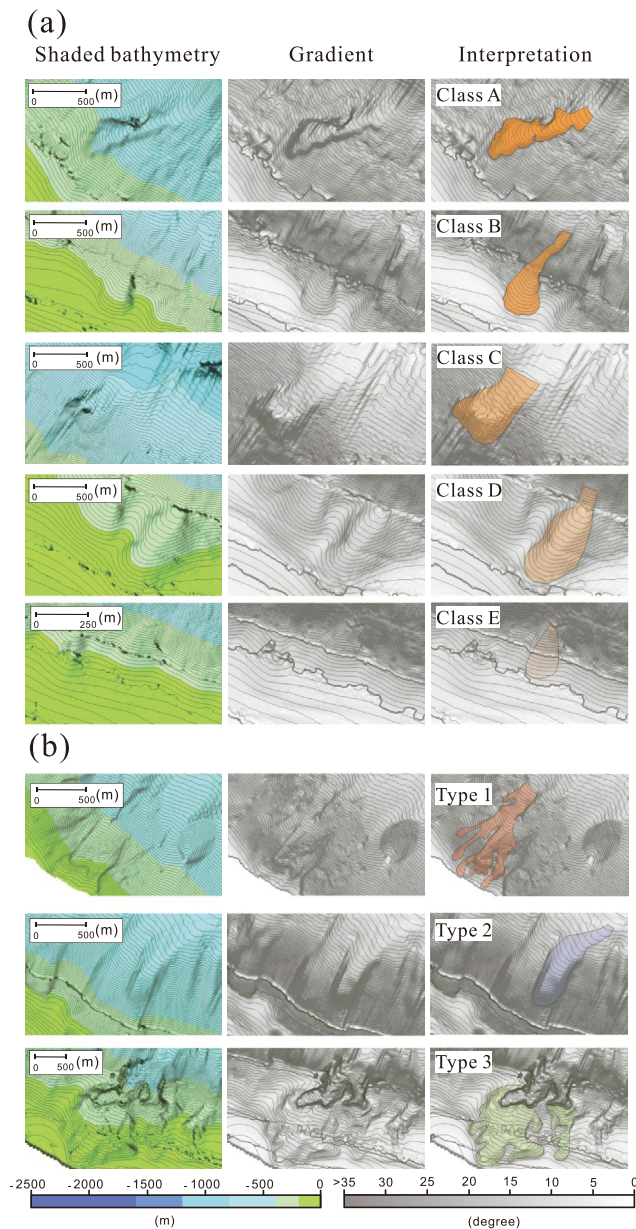 (a)
Shaded bathymetry Gradient Interpretation
(m)
0 500
Class A
(m)
0 500
Class B
(m)
0 500
Class C
(m)
0 500
Class D
(m)
0 250
Class E
(b)
(m)
0 500
Type 1
(m)
0 500
Type 2
(m)
0 500
Type 3
-2500 -2000 -1500 -1000 -500 0
(m)
>35 30 25 20 15 10 5 0
(degree)